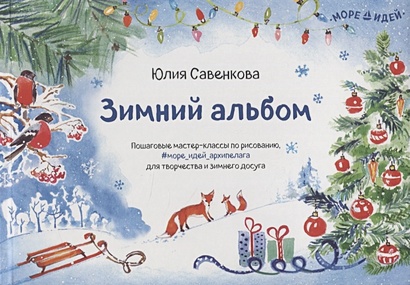 МОРЕ ИДЕЙ
Юлия Савенкова
Зимний альбом
Пошаговые мастер-классы по рисованию,
#море_идей_архипелага
для творчества и зимнего досуга